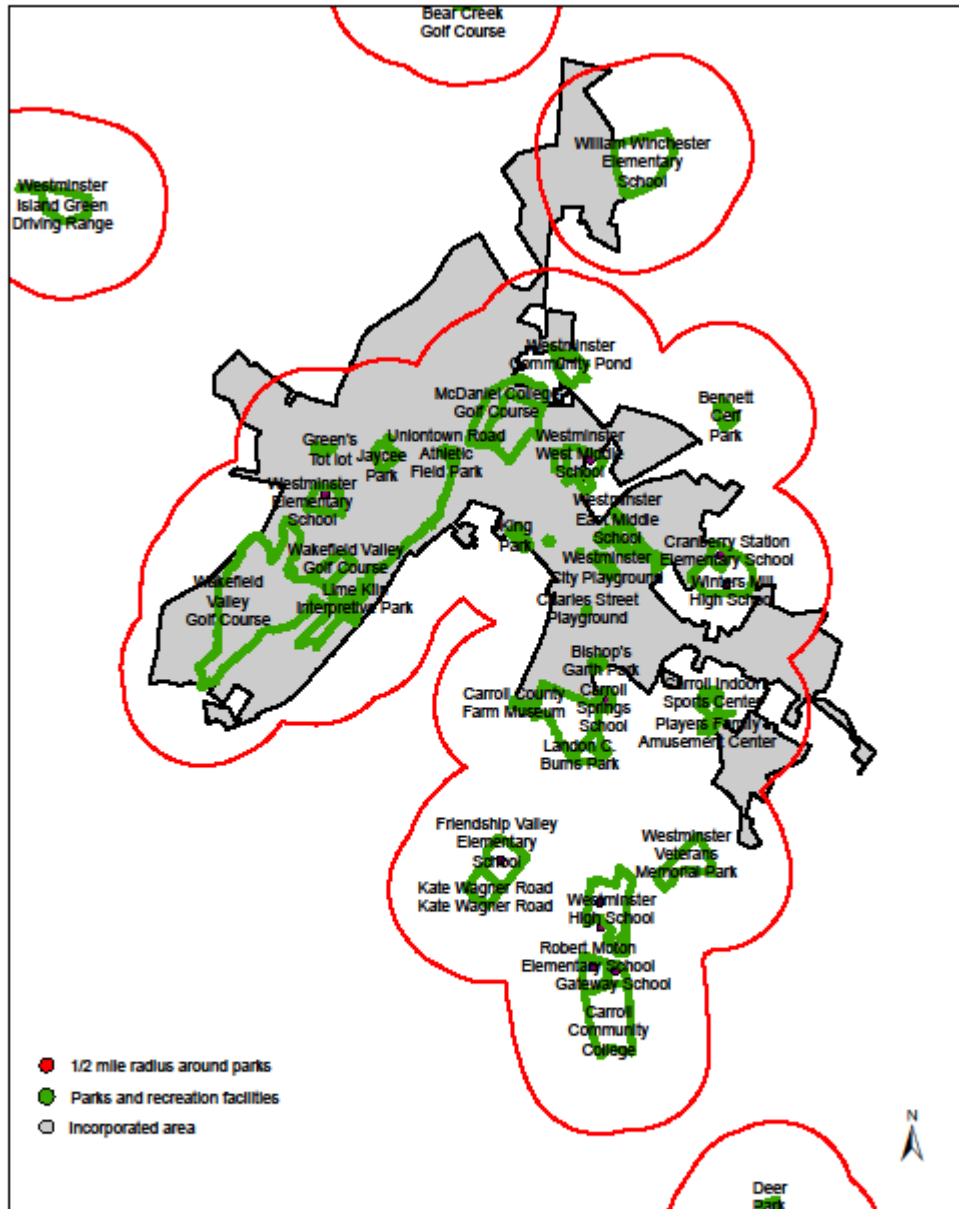 Bear Creek
Golf Course
William Winchester
Elementary
School
Westminster
Island Green
Driving Range
Westminster
Community Pond
McDaniel College
Golf Course
Bennett
Cerf
Park
Green's
Tot lot
Jaycee
Park
Uniontown Road
Athletic
Field Park
Westminster
West Middle
School
Westminster
Elementary
School
Westminster
East Middle
School
King
Park
Cranberry Station
Elementary School
Wakefield Valley
Golf Course
Westminster
City Playground
Winters Mill
High School
Wakefield
Valley
Golf Course
Lime Kiln
Interpretive Park
Charles Street
Playground
Bishop's
Garth Park
Carroll County
Farm Museum
Carroll
Springs
School
Carroll Indoor
Sports Center
Players Family
Amusement Center
Landon C.
Burns Park
Friendship Valley
Elementary
School
Westminster
Veterans
Memorial Park
Kate Wagner Road
Kate Wagner Road
Westminster
High School
Robert Moton
Elementary School
Gateway School
Carroll
Community
College
1/2 mile radius around parks
Parks and recreation facilities
Incorporated area
N
Deer
Park